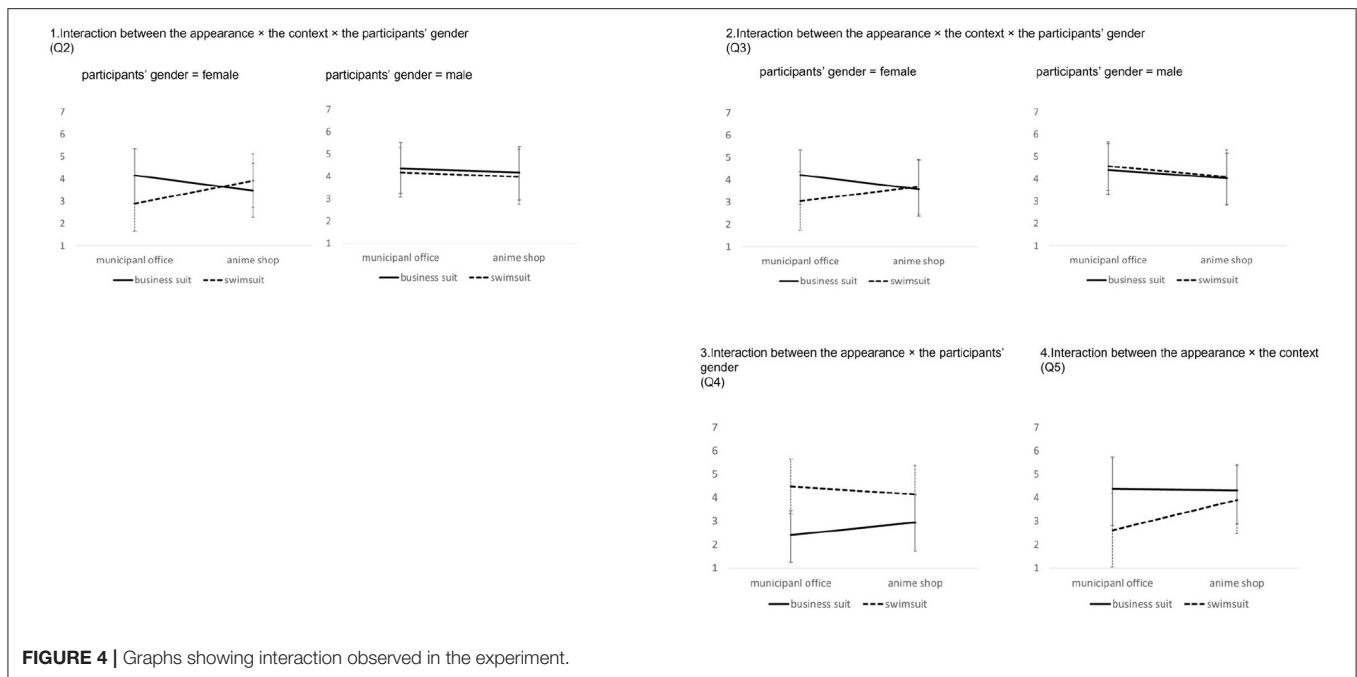 1.Interaction between the appearance × the context × the participants' gender
(Q2)
participants' gender = female
7
6
5
4
3
2
1
municipanl office
anime shop
business suit
swimsuit
participants' gender = male
7
6
5
4
3
2
1
municipanl office
anime shop
business suit
swimsuit
2.Interaction between the appearance × the context × the participants' gender
(Q3)
participants' gender = female
7
6
5
4
3
2
1
municipanl office
anime shop
business suit
swimsuit
participants' gender = male
7
6
5
4
3
2
1
municipanl office
anime shop
business suit
swimsuit
3.Interaction between the appearance × the participants'
gender
(Q4)
7
6
5
4
3
2
1
municipanl office
anime shop
business suit
swimsuit
4.Interaction between the appearance × the context
(Q5)
7
6
5
4
3
2
1
municipanl office
anime shop
business suit
swimsuit
FIGURE 4 | Graphs showing interaction observed in the experiment.